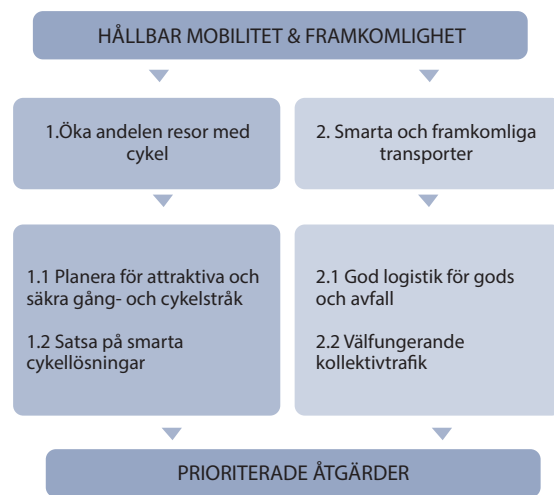 HÅLLBAR MOBILITET & FRAMKOMLIGHET
1.Öka andelen resor med
cykel
2. Smarta och framkomliga
transporter
1.1 Planera för attraktiva och
säkra gång- och cykelstråk
1.2 Satsa på smarta
cykellösningar
2.1 God logistik för gods
och avfall
2.2 Välfungerande
kollektivtrafik
PRIORITERADE ÅTGÄRDER